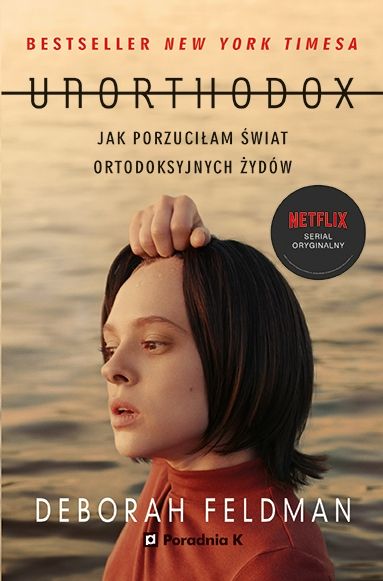 BESTSELLER NEW YORK TIMESA
UNORTHODOX
JAK PORZUCIŁAM ŚWIAT
ORTODOKSYJNYCH ŻYDÓW
NETFLIX
SERIAL
ORYGINALNY
DEBORAH FELDMAN
Poradnia K